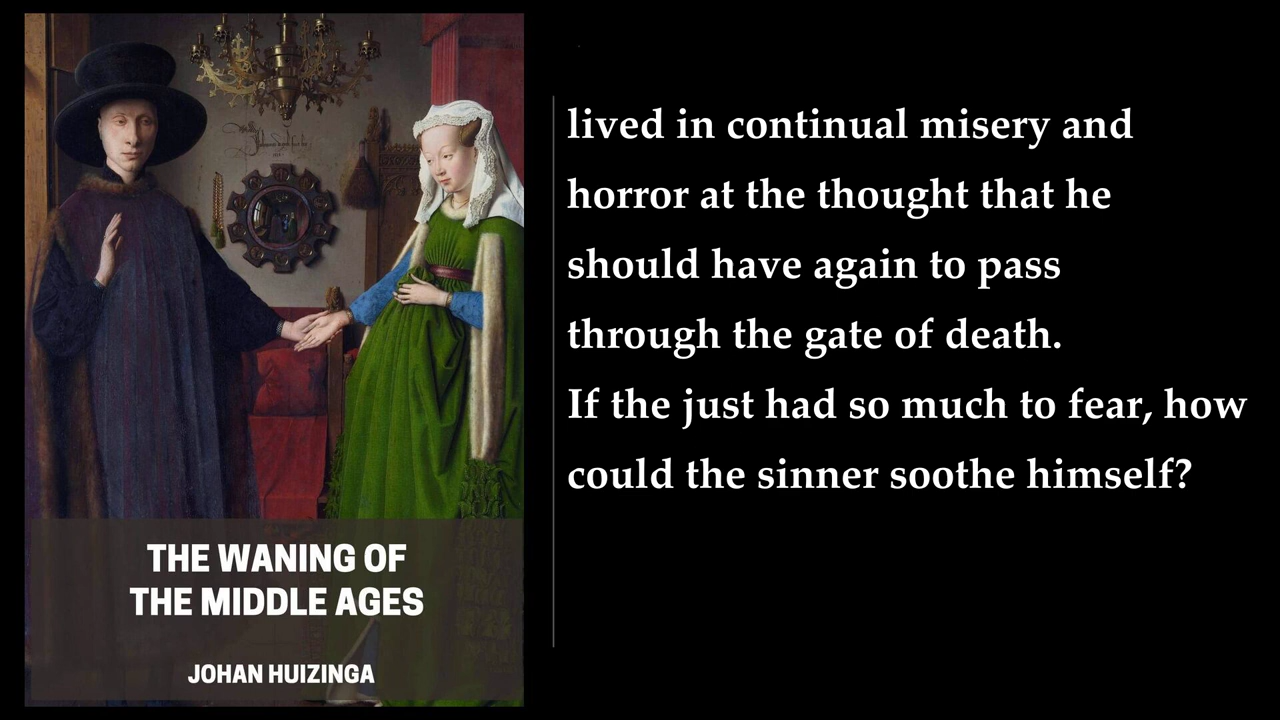 THE WANING OF
THE MIDDLE AGES
JOHAN HUIZINGA
lived in continual misery and
horror at the thought that he
should have again to pass
through the gate of death.
If the just had so much to fear, how
could the sinner soothe himself?